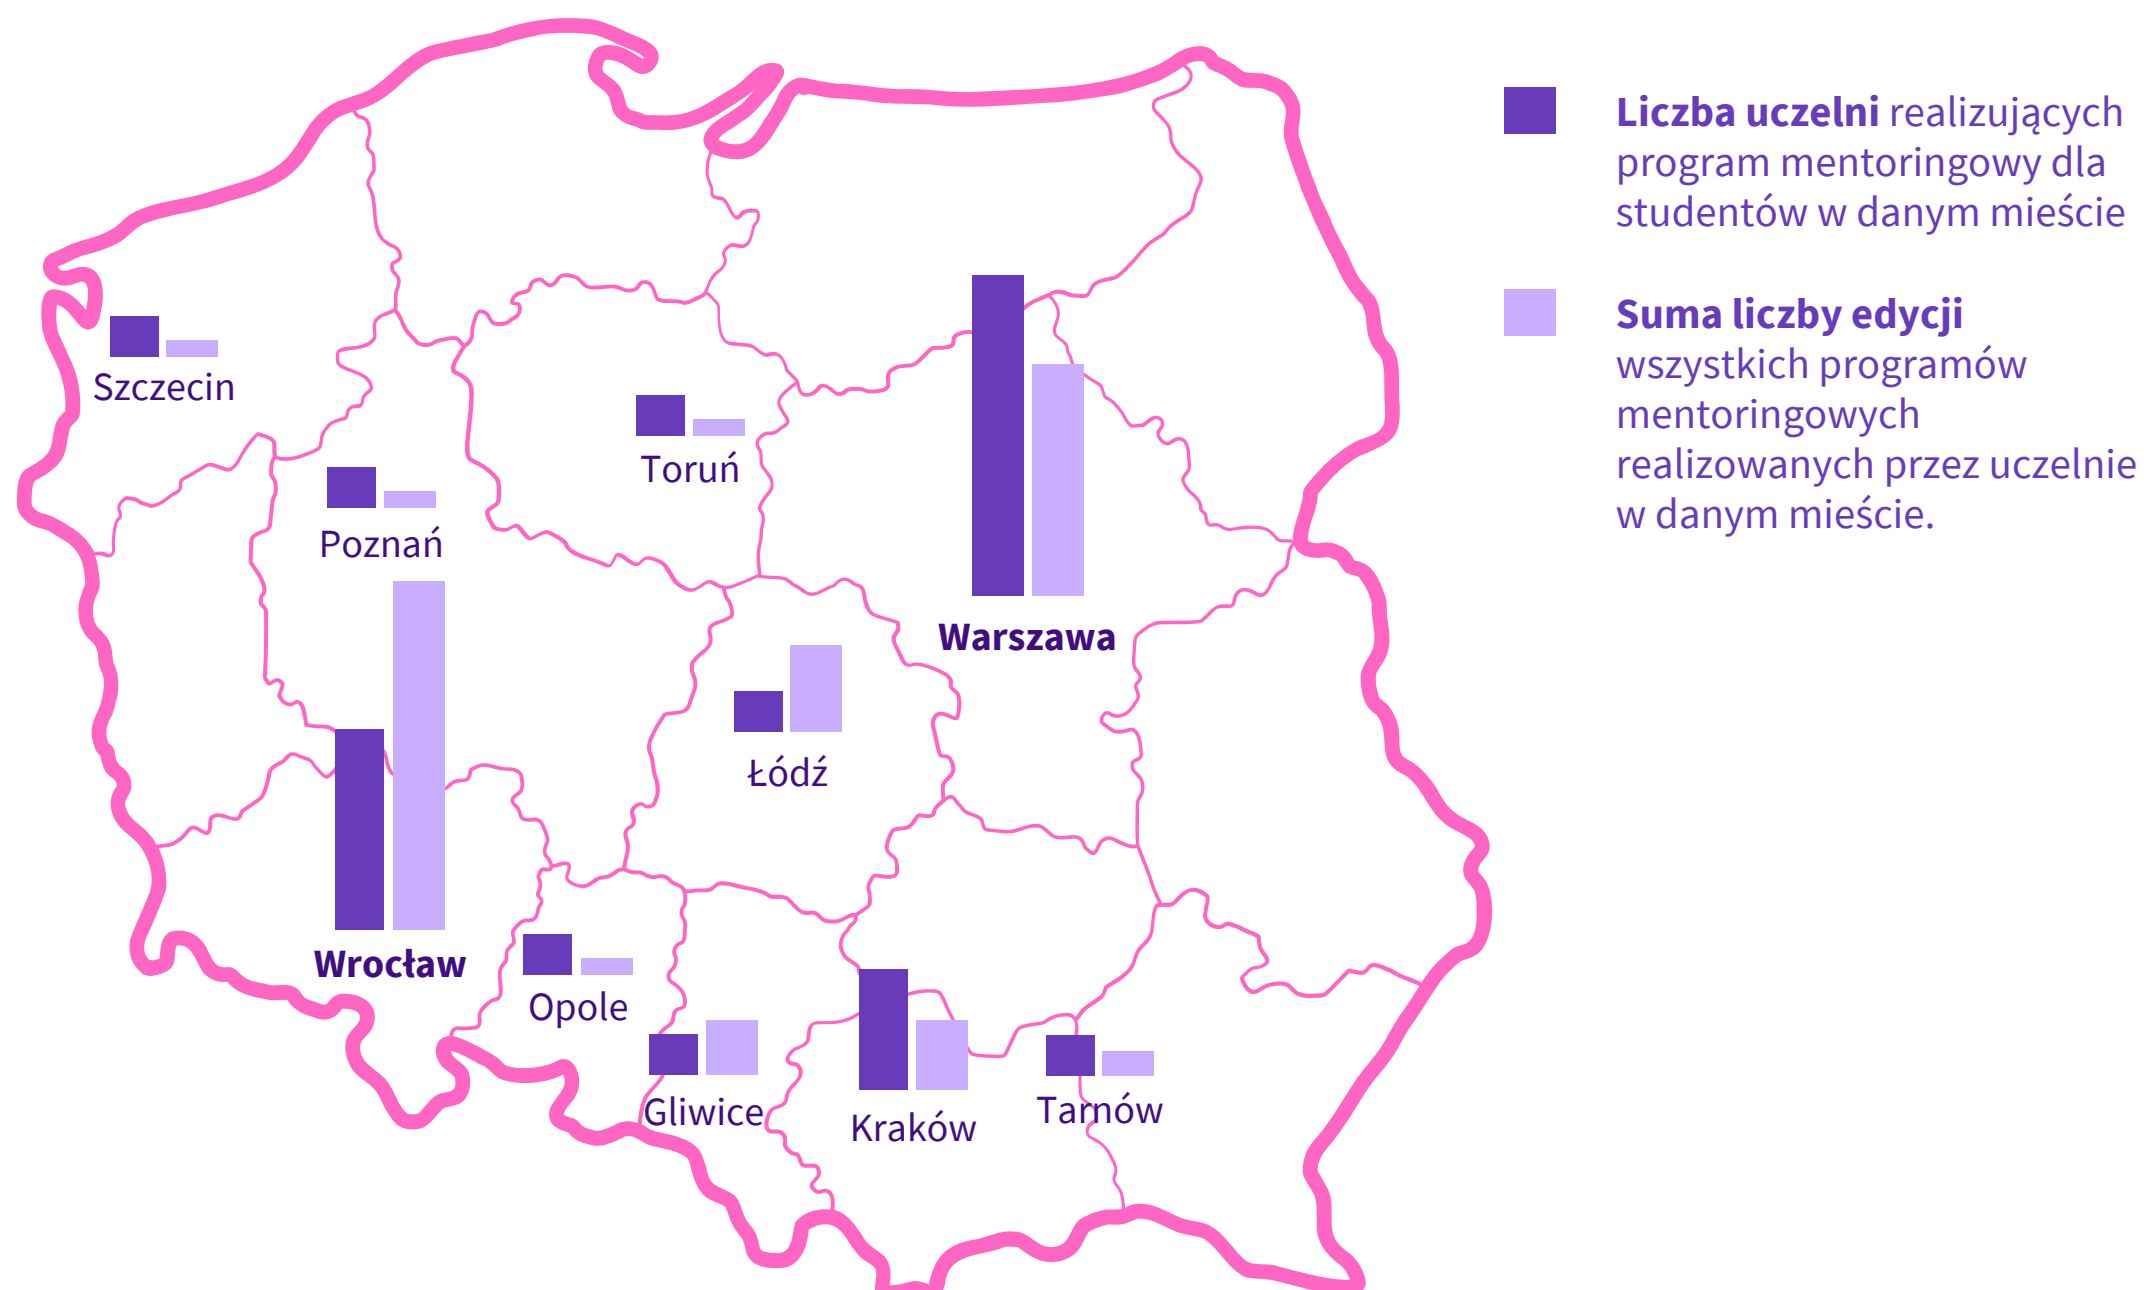 Liczba uczelni realizujących
program mentoringowy dla
studentów w danym mieście
Suma liczby edycji
wszystkich programów
mentoringowych
realizowanych przez uczelnie
w danym mieście.
Szczecin
Toruń
Poznań
Warszawa
Łódź
Wrocław
Opole
Gliwice
Kraków
Tarnów